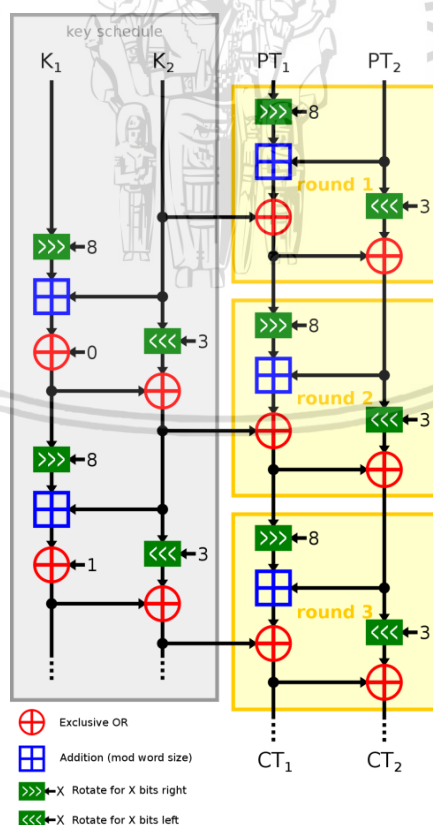 key schedule
K1 K2 PT1 PT2
8
round 1
3
8
0
3
8
round 2
3
8
1
3
8
round 3
3
CT1 CT2
Exclusive OR
Addition (mod word size)
X Rotate for X bits right
X Rotate for X bits left